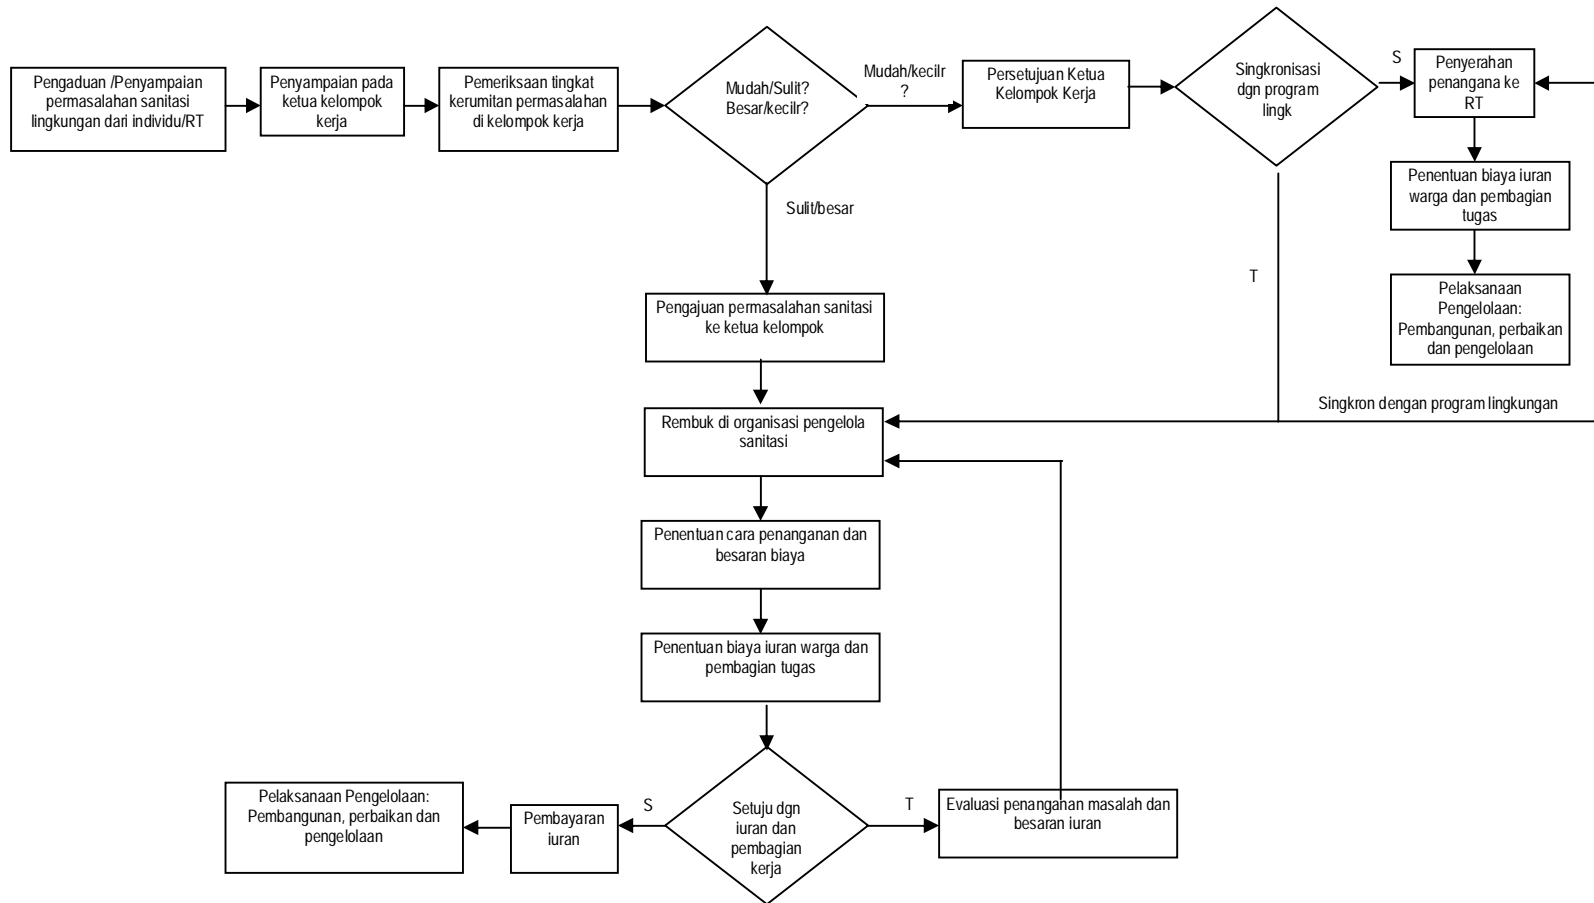 Pengaduan /Penyampaian
permasalahan sanitasi
lingkungan dari individu/RT
Penyampaian pada
ketua kelompok
kerja
Pemeriksaan tingkat
kerumitan permasalahan
di kelompok kerja
Mudah/Sulit?
Besar/kecilr?
Mudah/kecilr
?
Persetujuan Ketua
Kelompok Kerja
Singkronisasi
dgn program
lingk
S
Penyerahan
penangana ke
RT
Penentuan biaya iuran
warga dan pembagian
tugas
Pelaksanaan
Pengelolaan:
Pembangunan, perbaikan
dan pengelolaan
Sulit/besar
T
Pengajuan permasalahan sanitasi
ke ketua kelompok
Singkron dengan program lingkungan
Rembuk di organisasi pengelola
sanitasi
Penentuan cara penanganan dan
besaran biaya
Penentuan biaya iuran warga dan
pembagian tugas
Setuju dgn
iuran dan
pembagian
kerja
S
Pembayaran
iuran
Pelaksanaan Pengelolaan:
Pembangunan, perbaikan dan
pengelolaan
T
Evaluasi penanganan masalah dan
besaran iuran